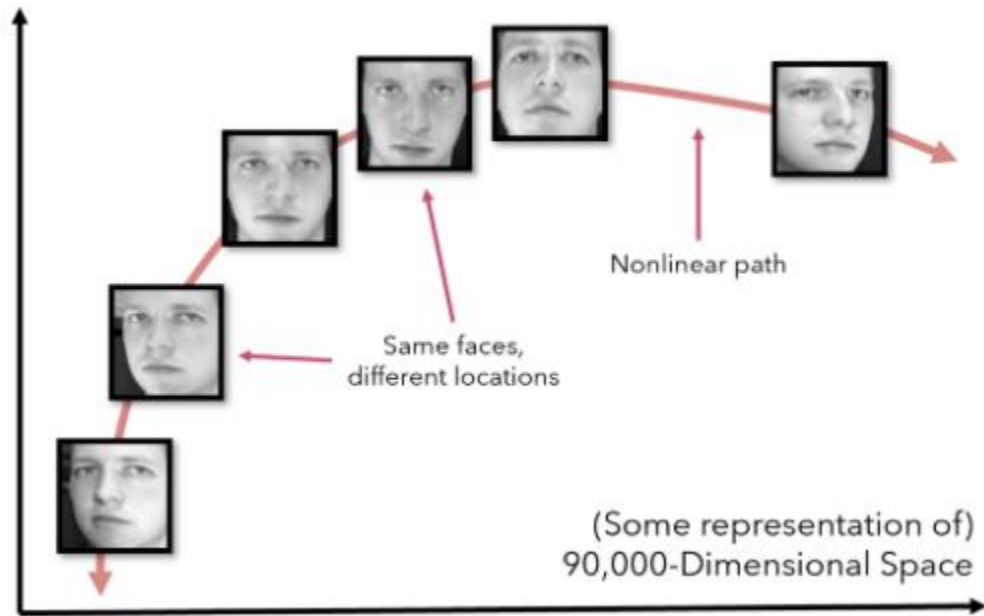 Nonlinear path
Same faces,
different locations
(Some representation of)
90,000-Dimensional Space